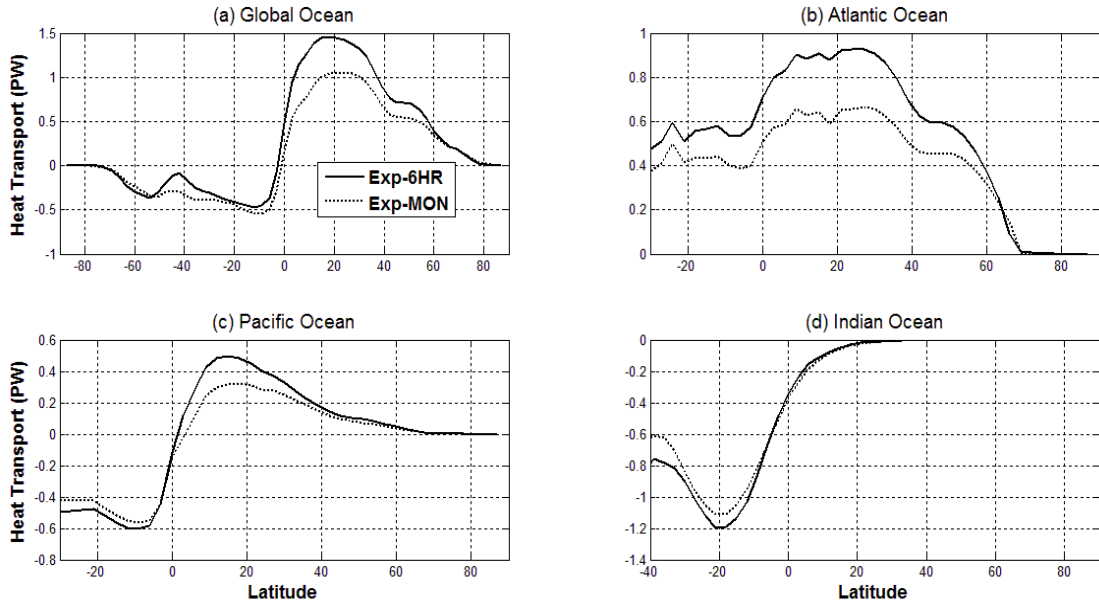 (a) Global Ocean
(b) Atlantic Ocean
Heat Transport (PW)
1.5
1
0.5
0
-0.5
-1
-80 -60 -40 -20 0 20 40 60 80
Exp-6HR
Exp-MON
1
0.8
0.6
0.4
0.2
0
-20 0 20 40 60 80
(c) Pacific Ocean
(d) Indian Ocean
Heat Transport (PW)
0.6
0.4
0.2
0
-0.2
-0.4
-0.6
-0.8
-20 0 20 40 60 80
Latitude
0
-0.2
-0.4
-0.6
-0.8
-1
-1.2
-1.4
-40 -20 0 20 40 60 80
Latitude